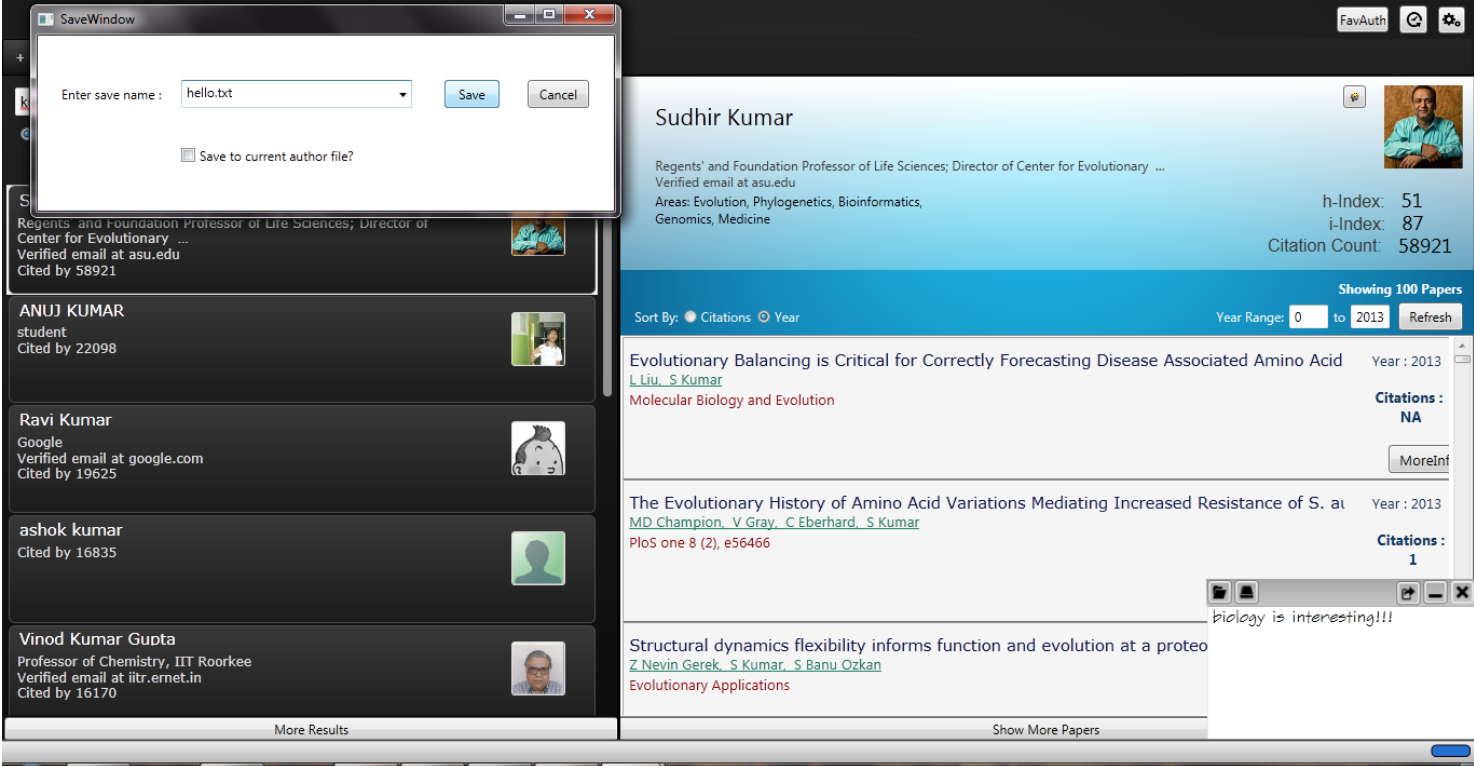 SaveWindow
Enter save name :
hello.txt
Save
Cancel
Save to current author file?
FavAuth
+
Regents' and Foundation Professor of Life Sciences; Director of
Center for Evolutionary ...
Verified email at asu.edu
Cited by 58921
ANUJ KUMAR
student
Cited by 22098
Ravi Kumar
Google
Verified email at google.com
Cited by 19625
ashok kumar
Cited by 16835
Vinod Kumar Gupta
Professor of Chemistry, IIT Roorkee
Verified email at iitr.ernet.in
Cited by 16170
More Results
Sudhir Kumar
Regents' and Foundation Professor of Life Sciences; Director of Center for Evolutionary ...
Verified email at asu.edu
Areas: Evolution, Phylogenetics, Bioinformatics,
Genomics, Medicine
h-Index: 51
i-Index: 87
Citation Count: 58921
Showing 100 Papers
Sort By: Citations Year
Year Range: 0 to 2013 Refresh
Evolutionary Balancing is Critical for Correctly Forecasting Disease Associated Amino Acid
Year : 2013
L Liu, S Kumar
Molecular Biology and Evolution
Citations :
NA
MoreInf
The Evolutionary History of Amino Acid Variations Mediating Increased Resistance of S. au
Year : 2013
MD Champion, V Gray, C Eberhard, S Kumar
PloS one 8 (2), e56466
Citations :
1
Structural dynamics flexibility informs function and evolution at a proteo
Z Nevin Gerek, S Kumar, S Banu Ozkan
Evolutionary Applications
Show More Papers
biology is interesting!!!